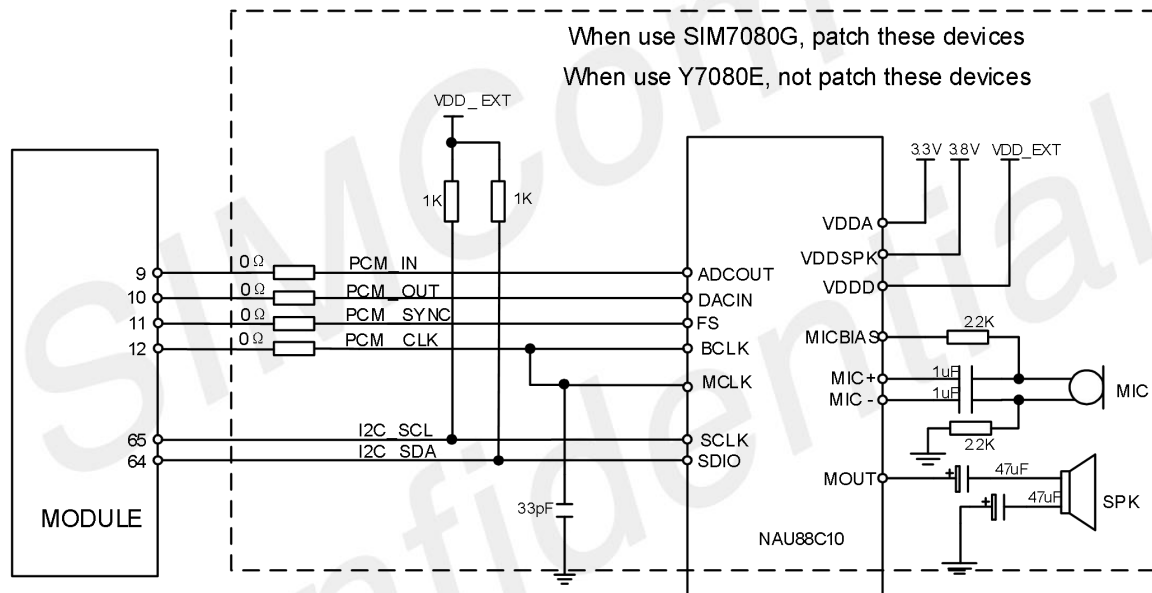 When use SIM7080G, patch these devices
When use Y7080E, not patch these devices
VDD_EXT
1K
1K
3.3V 3.8V VDD_EXT
VDDA
VDDSPK
VDDD
9 0Ω PCM_IN ADCOUT
10 0Ω PCM_OUT DACIN
11 0Ω PCM_SYNC FS
12 0Ω PCM_CLK BCLK
MCLK
MICBIAS 22K
MIC+ 1uF
MIC- 1uF
MIC
22K
65 I2C_SCL SCLK
64 I2C_SDA SDIO
MOUT 47uF
47uF
SPK
33pF
MODULE
NAU88C10
SIMCom
Confidential